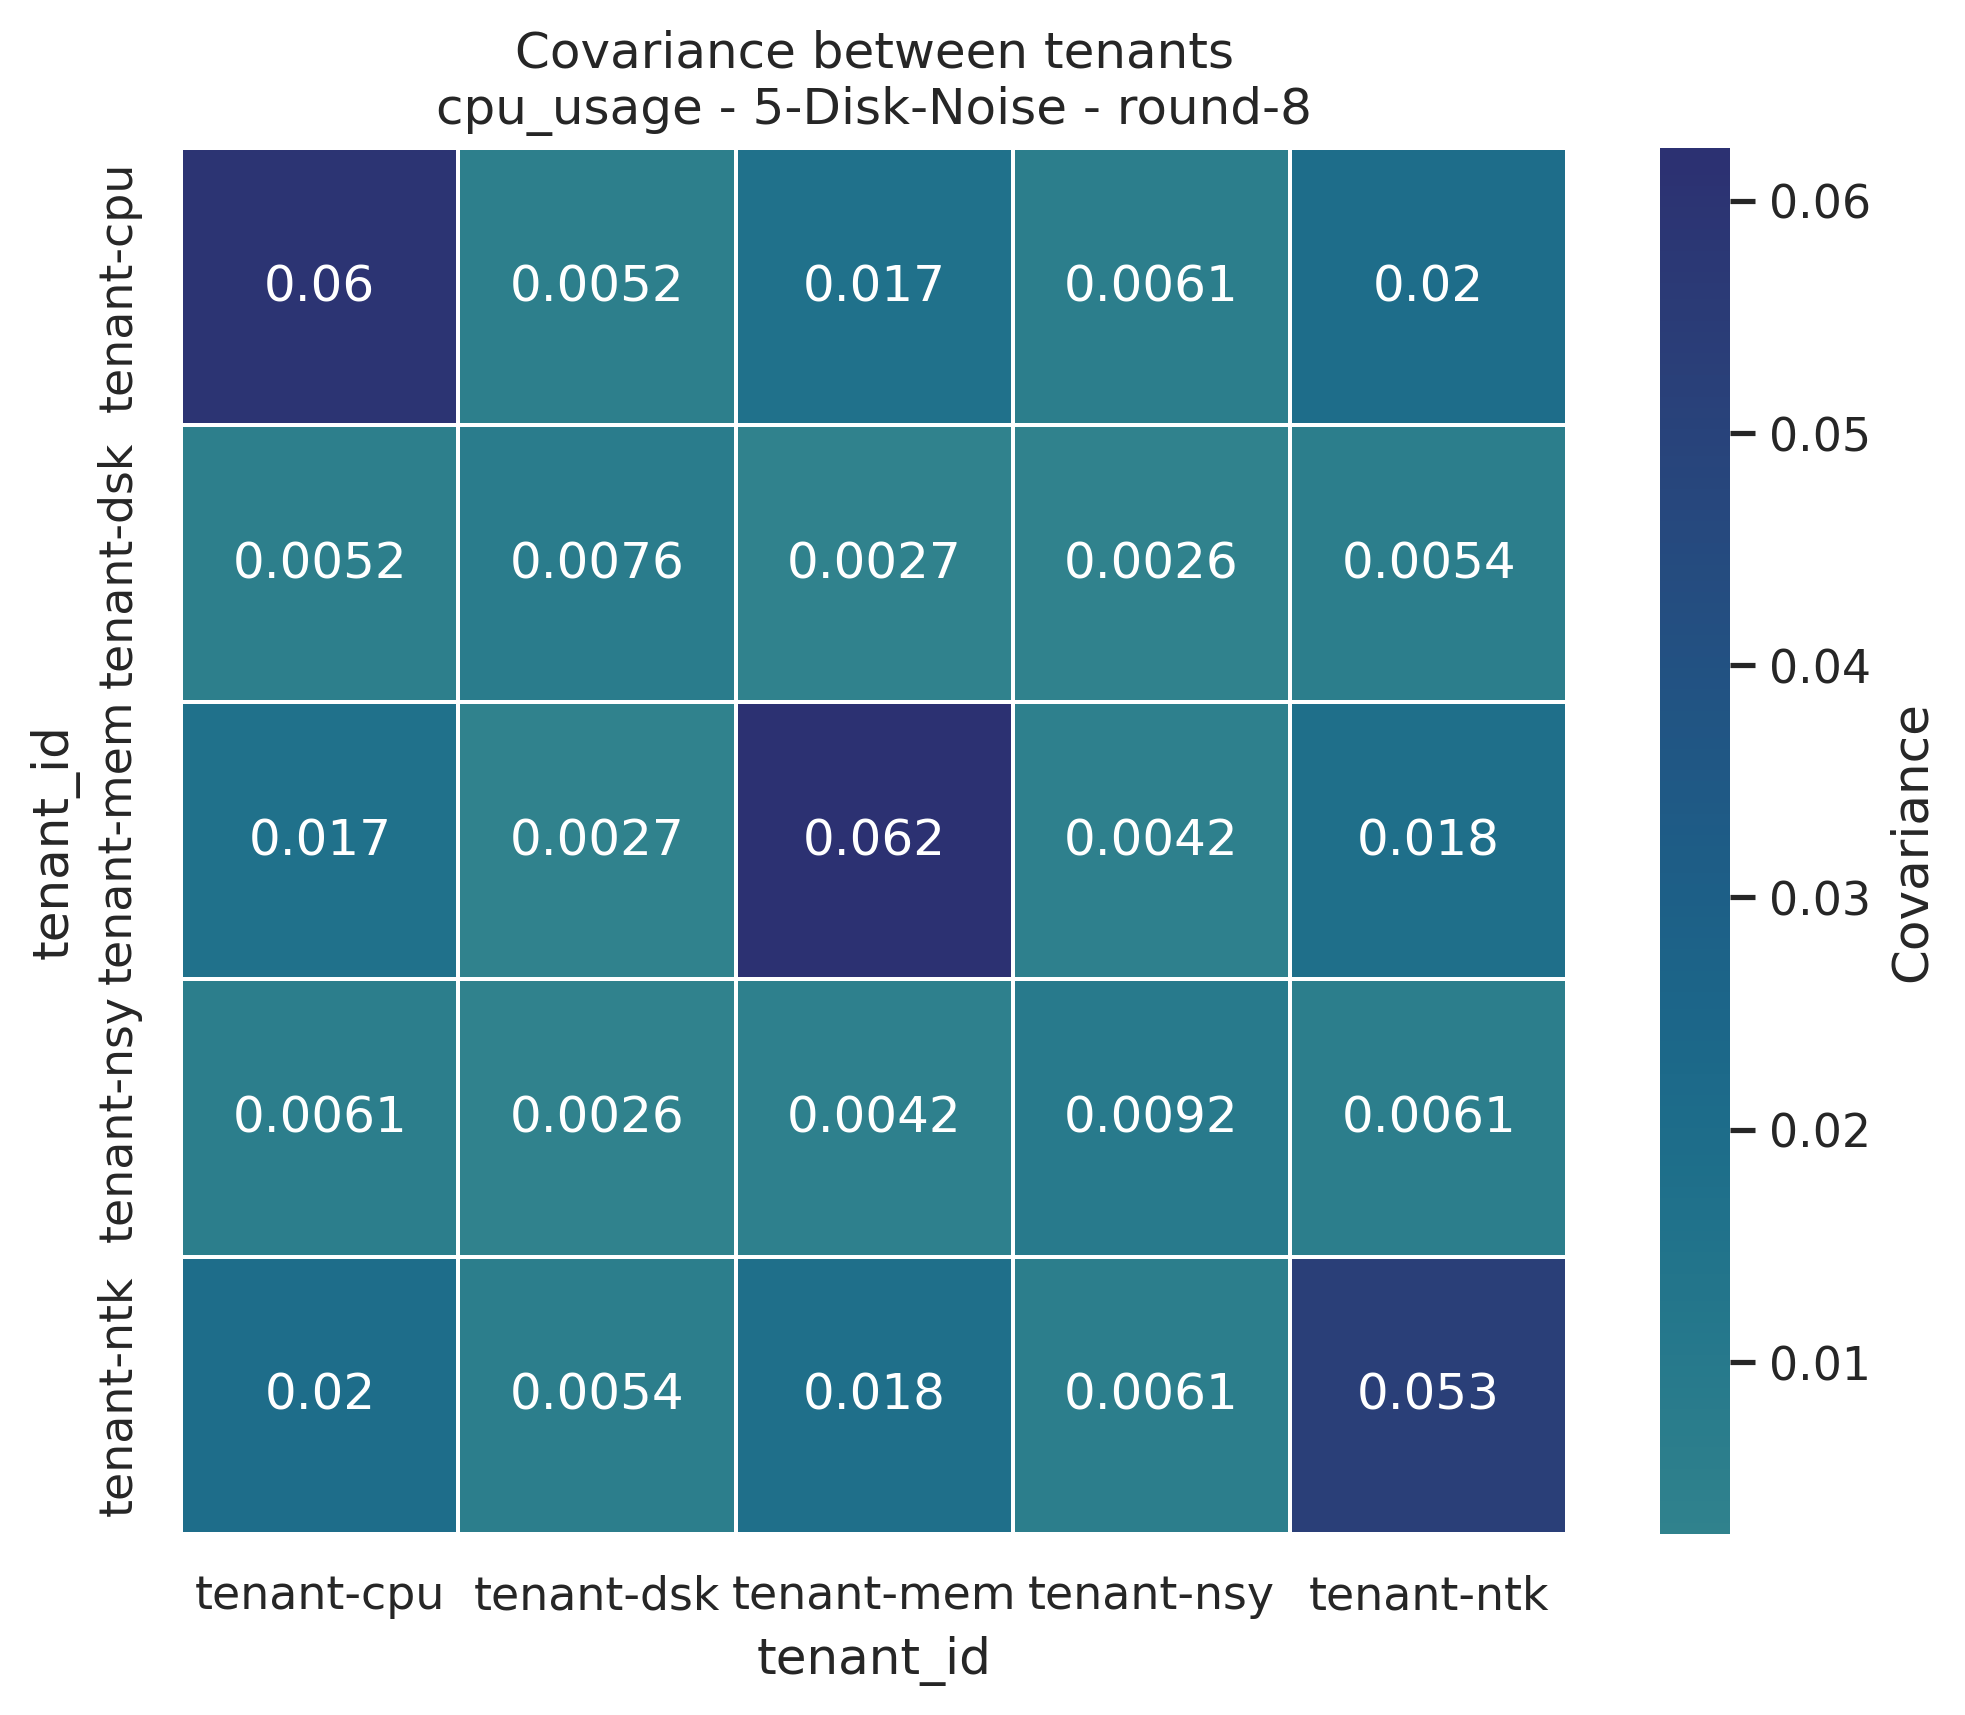 Covariance between tenants
cpu_usage - 5-Disk-Noise - round-8
tenant_id
tenant-cpu
0.06 0.0052 0.017 0.0061 0.02
tenant-dsk
0.0052 0.0076 0.0027 0.0026 0.0054
tenant-mem
0.017 0.0027 0.062 0.0042 0.018
tenant-nsy
0.0061 0.0026 0.0042 0.0092 0.0061
tenant-ntk
0.02 0.0054 0.018 0.0061 0.053
tenant-cpu tenant-dsk tenant-mem tenant-nsy tenant-ntk
tenant_id
0.06
0.05
0.04
0.03
0.02
0.01
Covariance